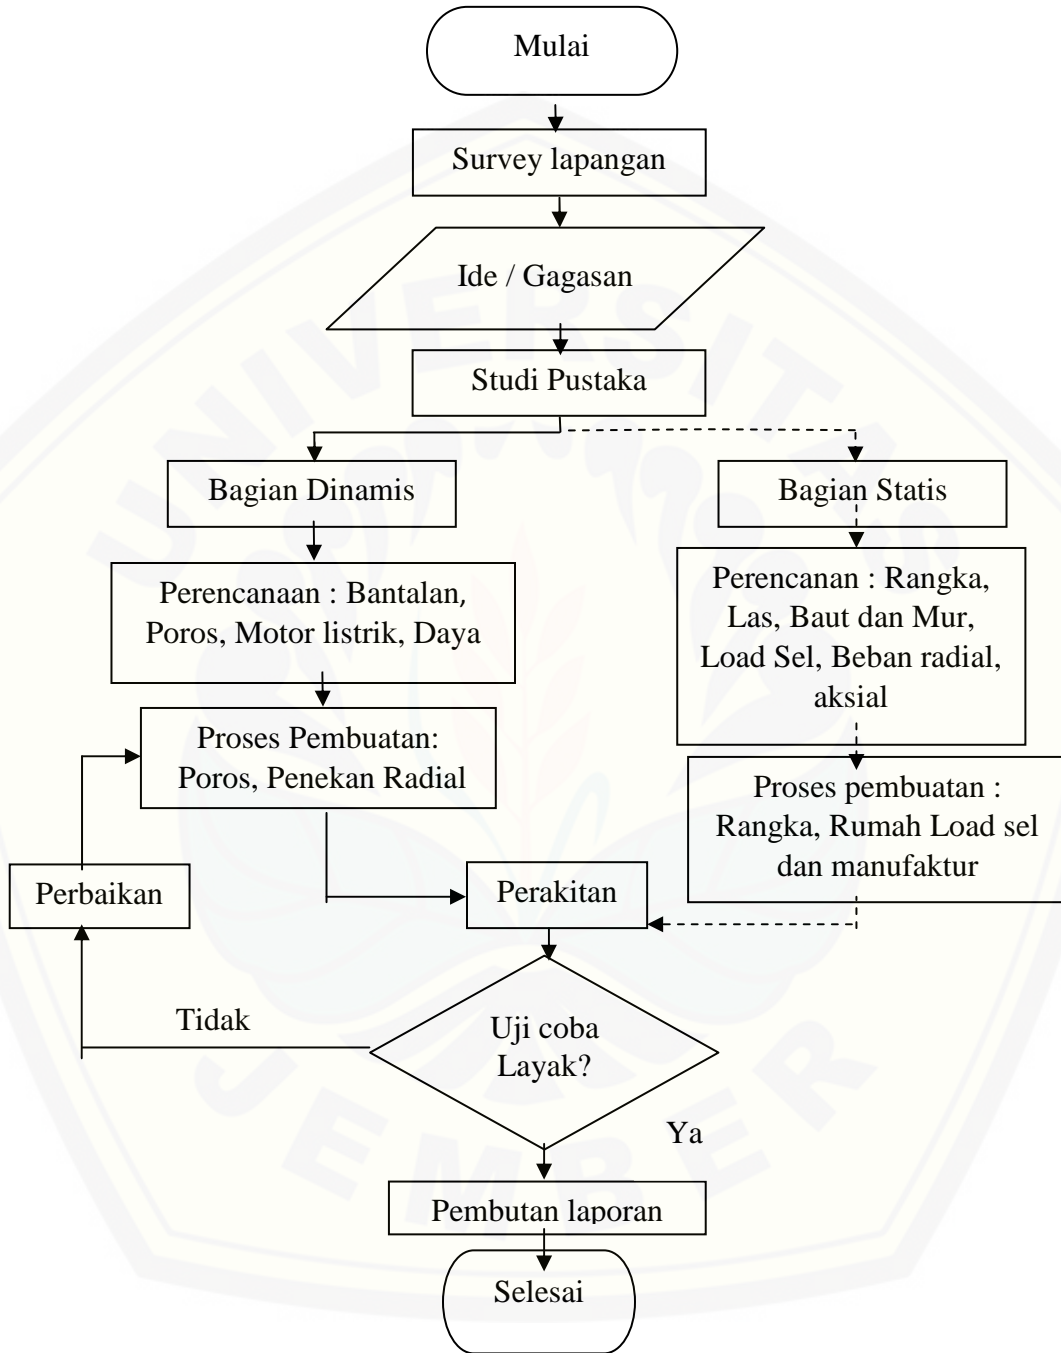 Mulai
Survey lapangan
Ide / Gagasan
Studi Pustaka
Bagian Dinamis
Bagian Statis
Perencanaan : Bantalan,
Poros, Motor listrik, Daya
Perencanan : Rangka,
Las, Baut dan Mur,
Load Sel, Beban radial,
aksial
Proses Pembuatan:
Poros, Penekan Radial
Proses pembuatan :
Rangka, Rumah Load sel
dan manufaktur
Perbaikan
Perakitan
Tidak
Uji coba
Layak?
Ya
Pembutan laporan
Selesai
UNIVERSITAS
JEMBER